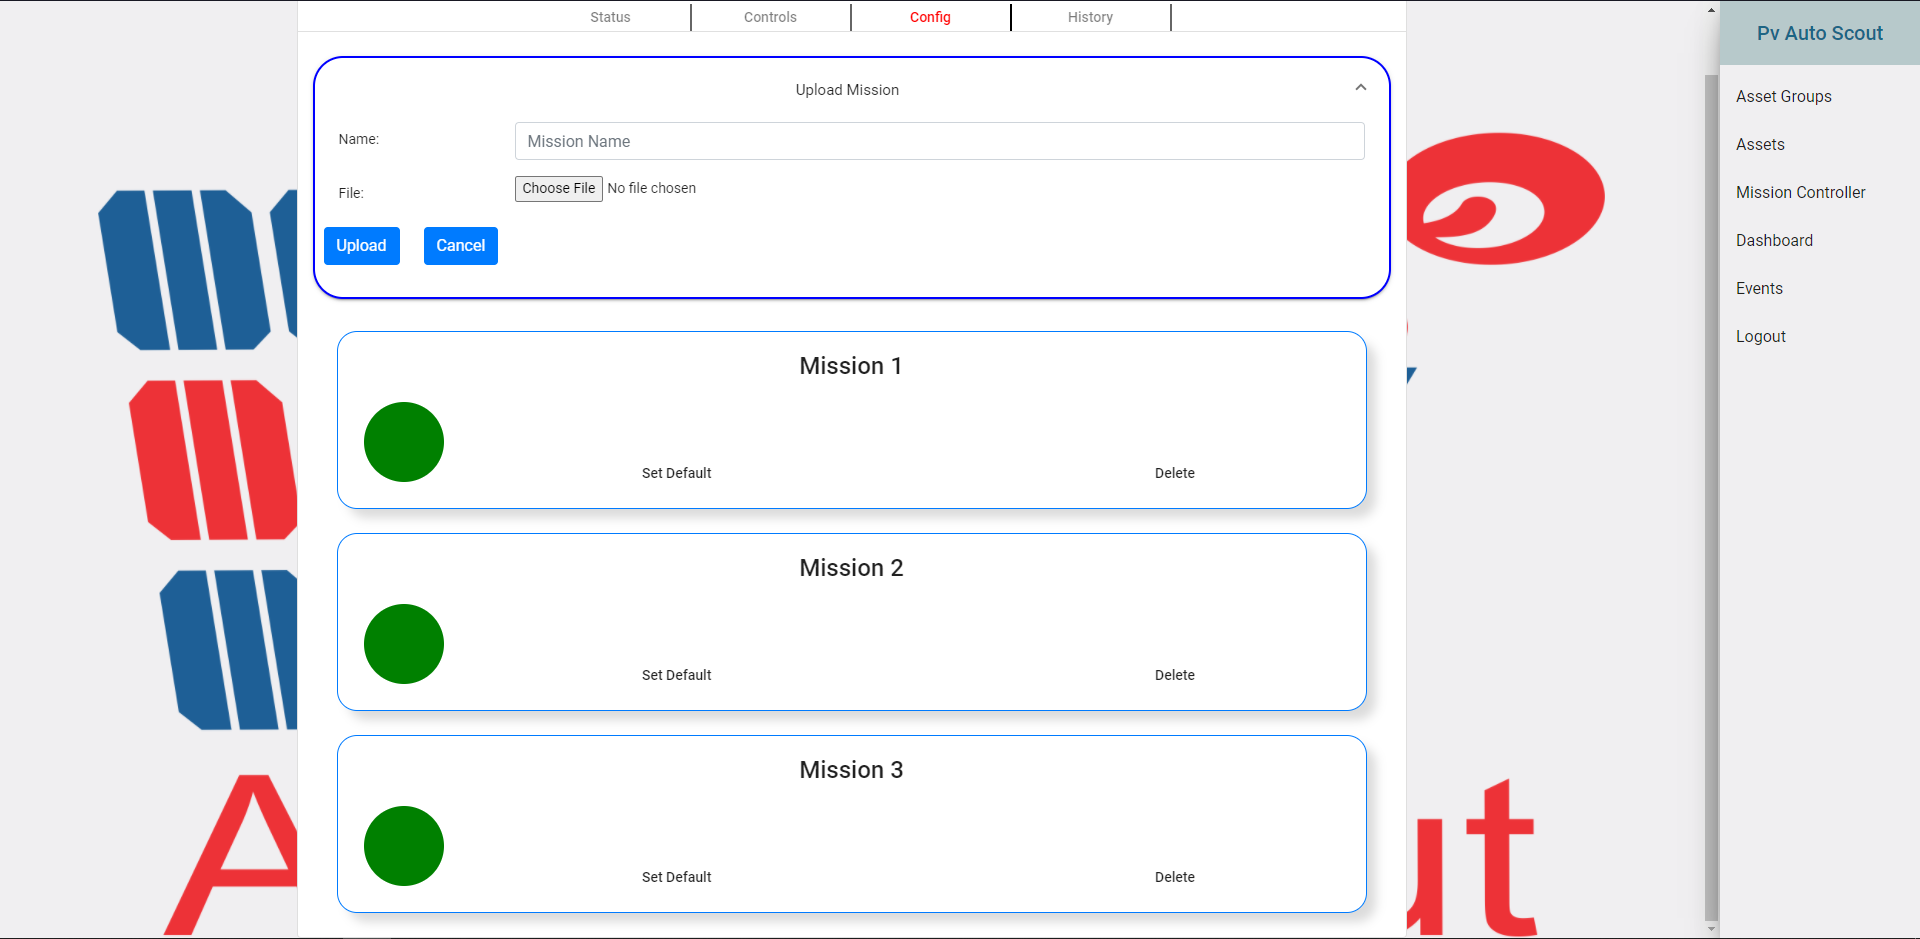 Status Controls Config History
Pv Auto Scout
Upload Mission
Name: Mission Name
File: Choose File No file chosen
Upload Cancel
Mission 1
Set Default Delete
Mission 2
Set Default Delete
Mission 3
Set Default Delete
Asset Groups
Assets
Mission Controller
Dashboard
Events
Logout
A
ut